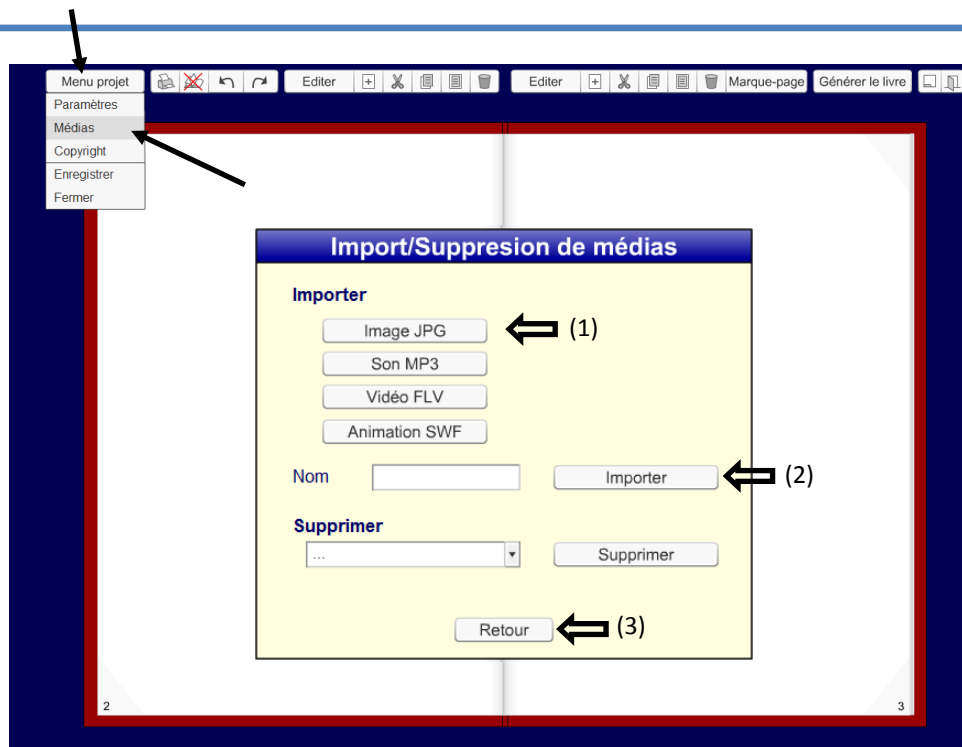 Menu projet Editer Editer Marque-page Générer le livre
Paramètres
Médias
Copyright
Enregistrer
Fermer
Import/Suppresion de médias
Importer
Image JPG (1)
Son MP3
Vidéo FLV
Animation SWF
Nom Importer (2)
Supprimer
... Supprimer
Retour (3)
2 3